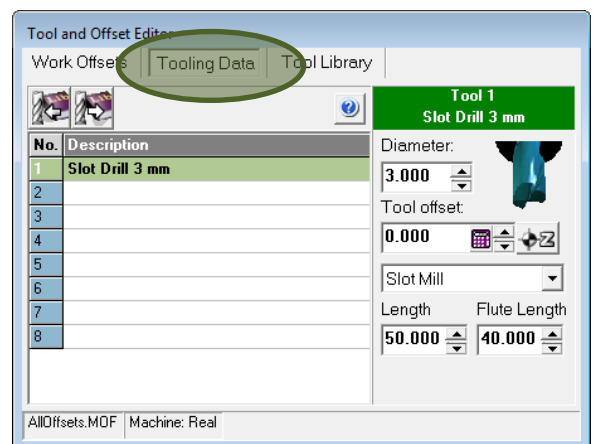 Tool and Offset Editor
Work Offsets Tooling Data Tool Library
Tool 1
Slot Drill 3 mm
No. Description
1 Slot Drill 3 mm
2
3
4
5
6
7
8
Diameter:
3.000
Tool offset:
0.000
Z
Slot Mill
Length Flute Length
50.000 40.000
AllOffsets.MOF Machine: Real